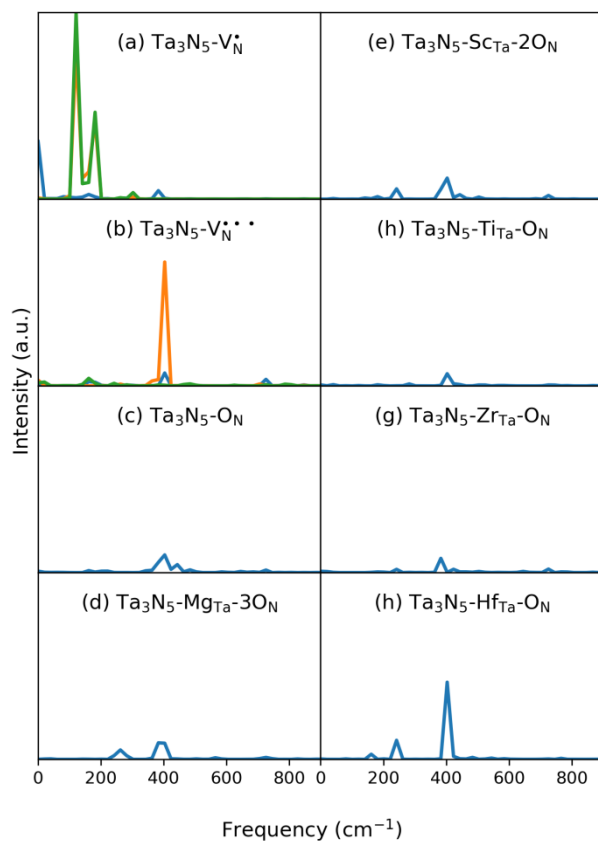 (a) Ta₃N₅-V•N
(e) Ta₃N₅-ScTa-2ON
(b) Ta₃N₅-V•••N
(h) Ta₃N₅-TiTa-ON
(c) Ta₃N₅-ON
(g) Ta₃N₅-ZrTa-ON
(d) Ta₃N₅-MgTa-3ON
(h) Ta₃N₅-HfTa-ON
Intensity (a.u.)
0 200 400 600 800 0 200 400 600 800
Frequency (cm⁻¹)